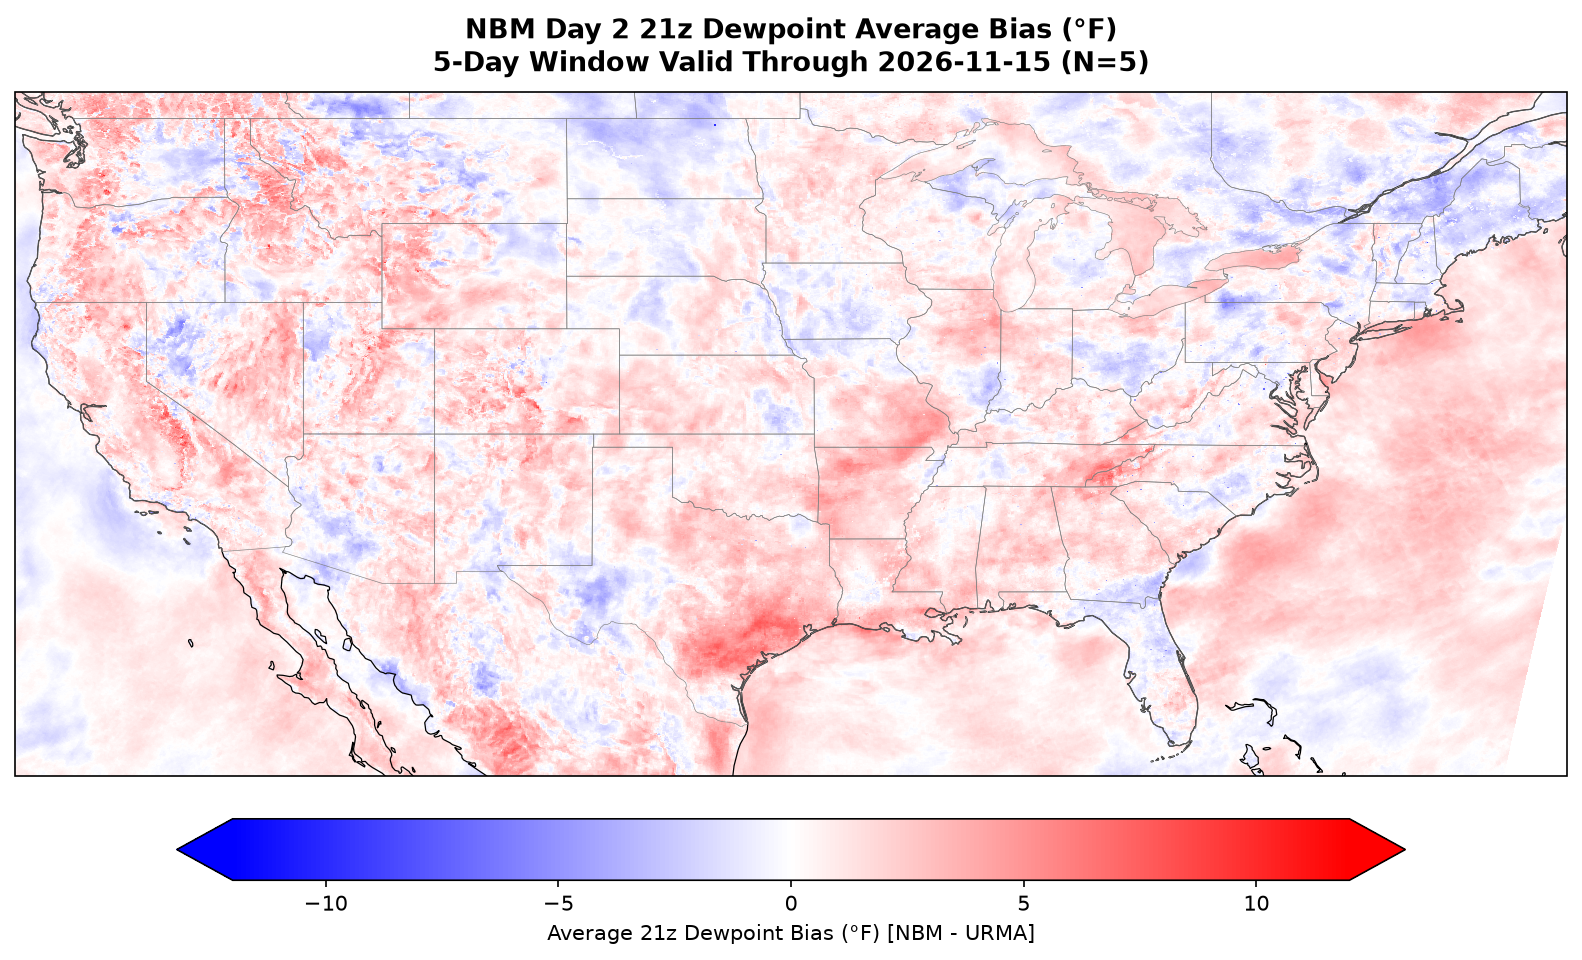 NBM Day 2 21z Dewpoint Average Bias (°F)
5-Day Window Valid Through 2026-11-15 (N=5)
−10 −5 0 5 10
Average 21z Dewpoint Bias (°F) [NBM - URMA]